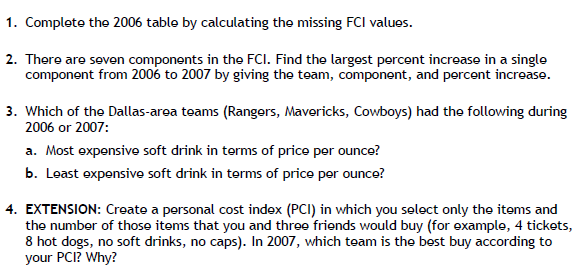 1. Complete the 2006 table by calculating the missing FCI values.
2. There are seven components in the FCI. Find the largest percent increase in a single
component from 2006 to 2007 by giving the team, component, and percent increase.
3. Which of the Dallas-area teams (Rangers, Mavericks, Cowboys) had the following during
2006 or 2007:
a. Most expensive soft drink in terms of price per ounce?
b. Least expensive soft drink in terms of price per ounce?
4. EXTENSION: Create a personal cost index (PCI) in which you select only the items and
the number of those items that you and three friends would buy (for example, 4 tickets,
8 hot dogs, no soft drinks, no caps). In 2007, which team is the best buy according to
your PCI? Why?